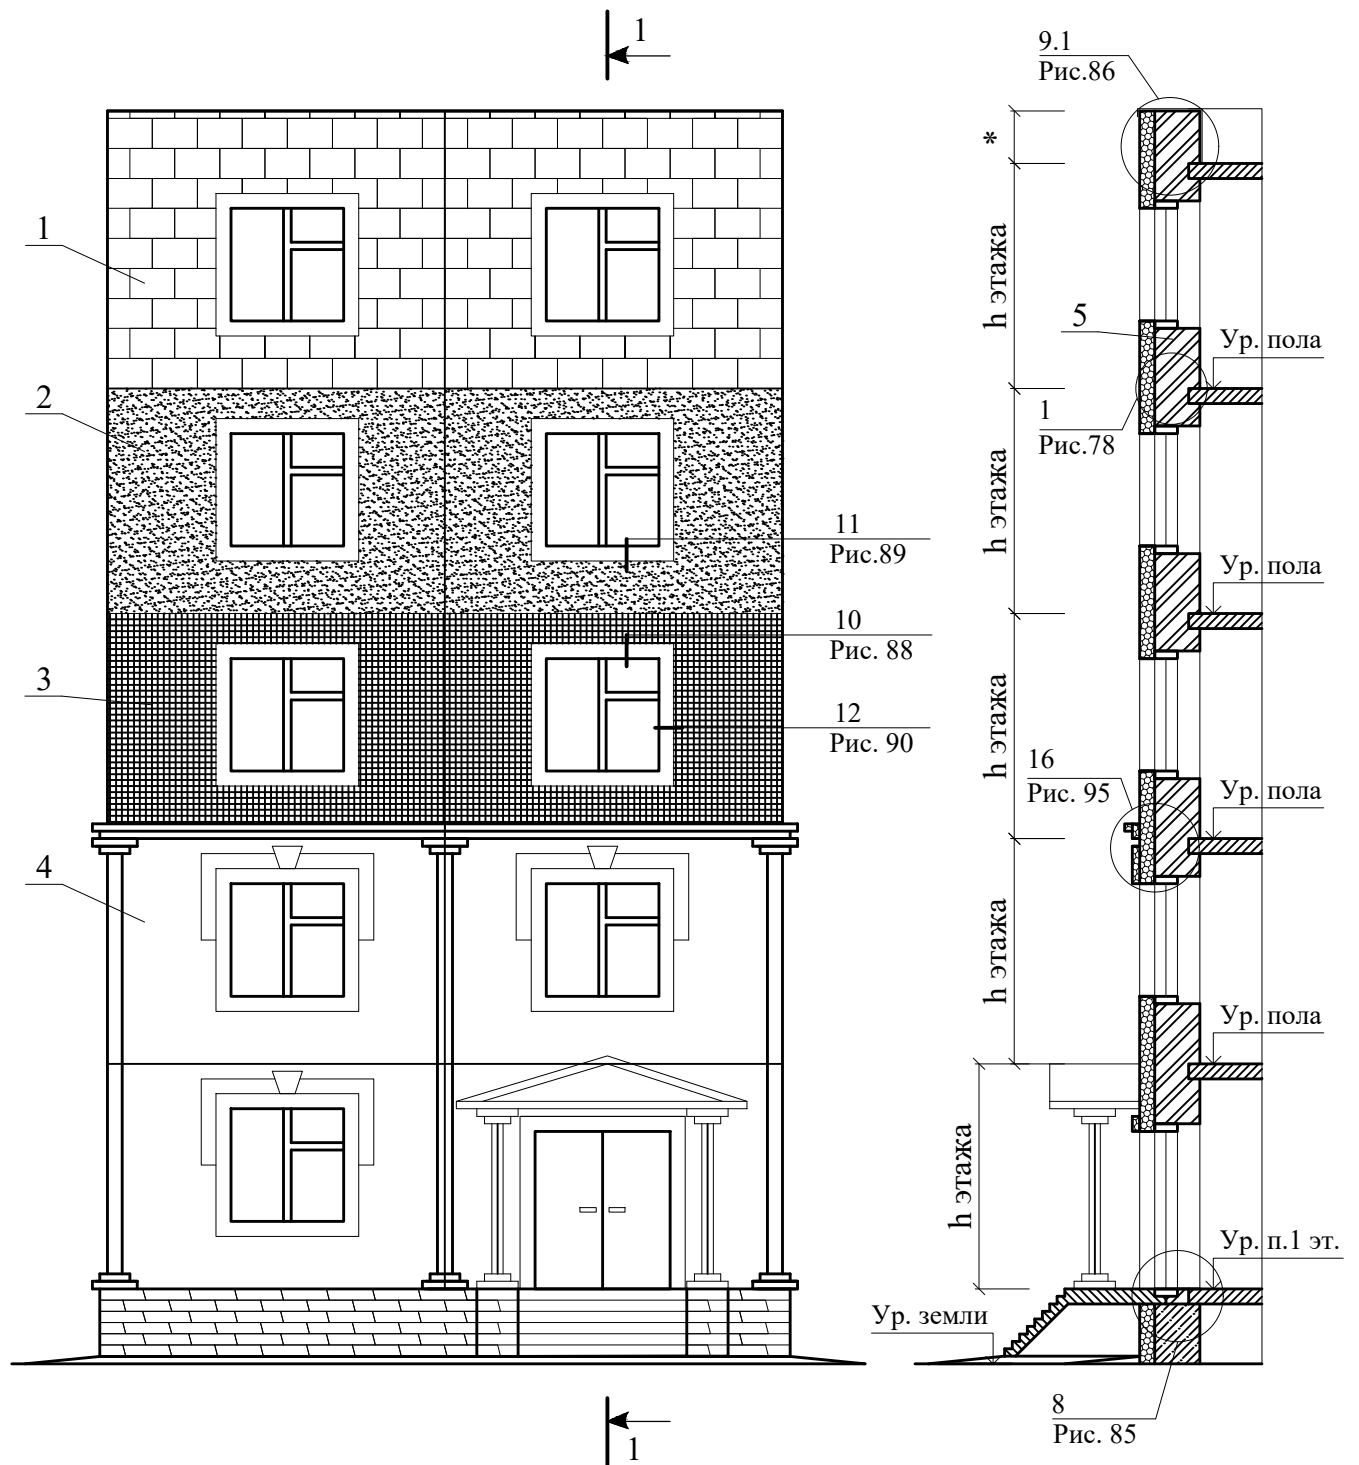 1
9.1
Рис.86
*
h этажа
1
5
Ур. пола
2
1
Рис.78
h этажа
11
Рис.89
Ур. пола
10
Рис. 88
3
h этажа
12
Рис. 90
16
Рис. 95
Ур. пола
4
h этажа
Ур. пола
h этажа
Ур. п.1 эт.
Ур. земли
8
Рис. 85
1